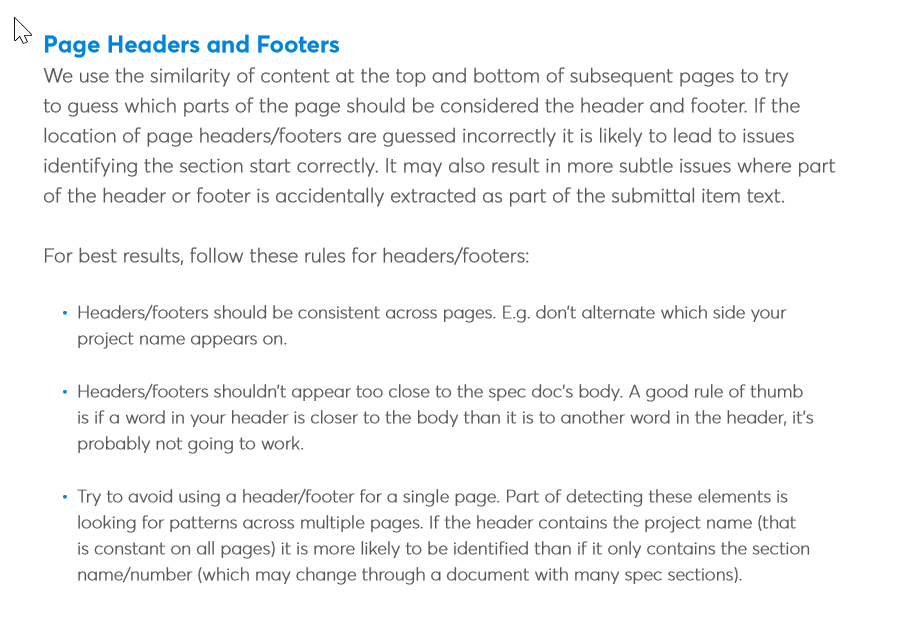 Page Headers and Footers
We use the similarity of content at the top and bottom of subsequent pages to try
to guess which parts of the page should be considered the header and footer. If the
location of page headers/footers are guessed incorrectly it is likely to lead to issues
identifying the section start correctly. It may also result in more subtle issues where part
of the header or footer is accidentally extracted as part of the submittal item text.
For best results, follow these rules for headers/footers:
• Headers/footers should be consistent across pages. E.g. don't alternate which side your
project name appears on.
• Headers/footers shouldn't appear too close to the spec doc's body. A good rule of thumb
is if a word in your header is closer to the body than it is to another word in the header, it's
probably not going to work.
• Try to avoid using a header/footer for a single page. Part of detecting these elements is
looking for patterns across multiple pages. If the header contains the project name (that
is constant on all pages) it is more likely to be identified than if it only contains the section
name/number (which may change through a document with many spec sections).